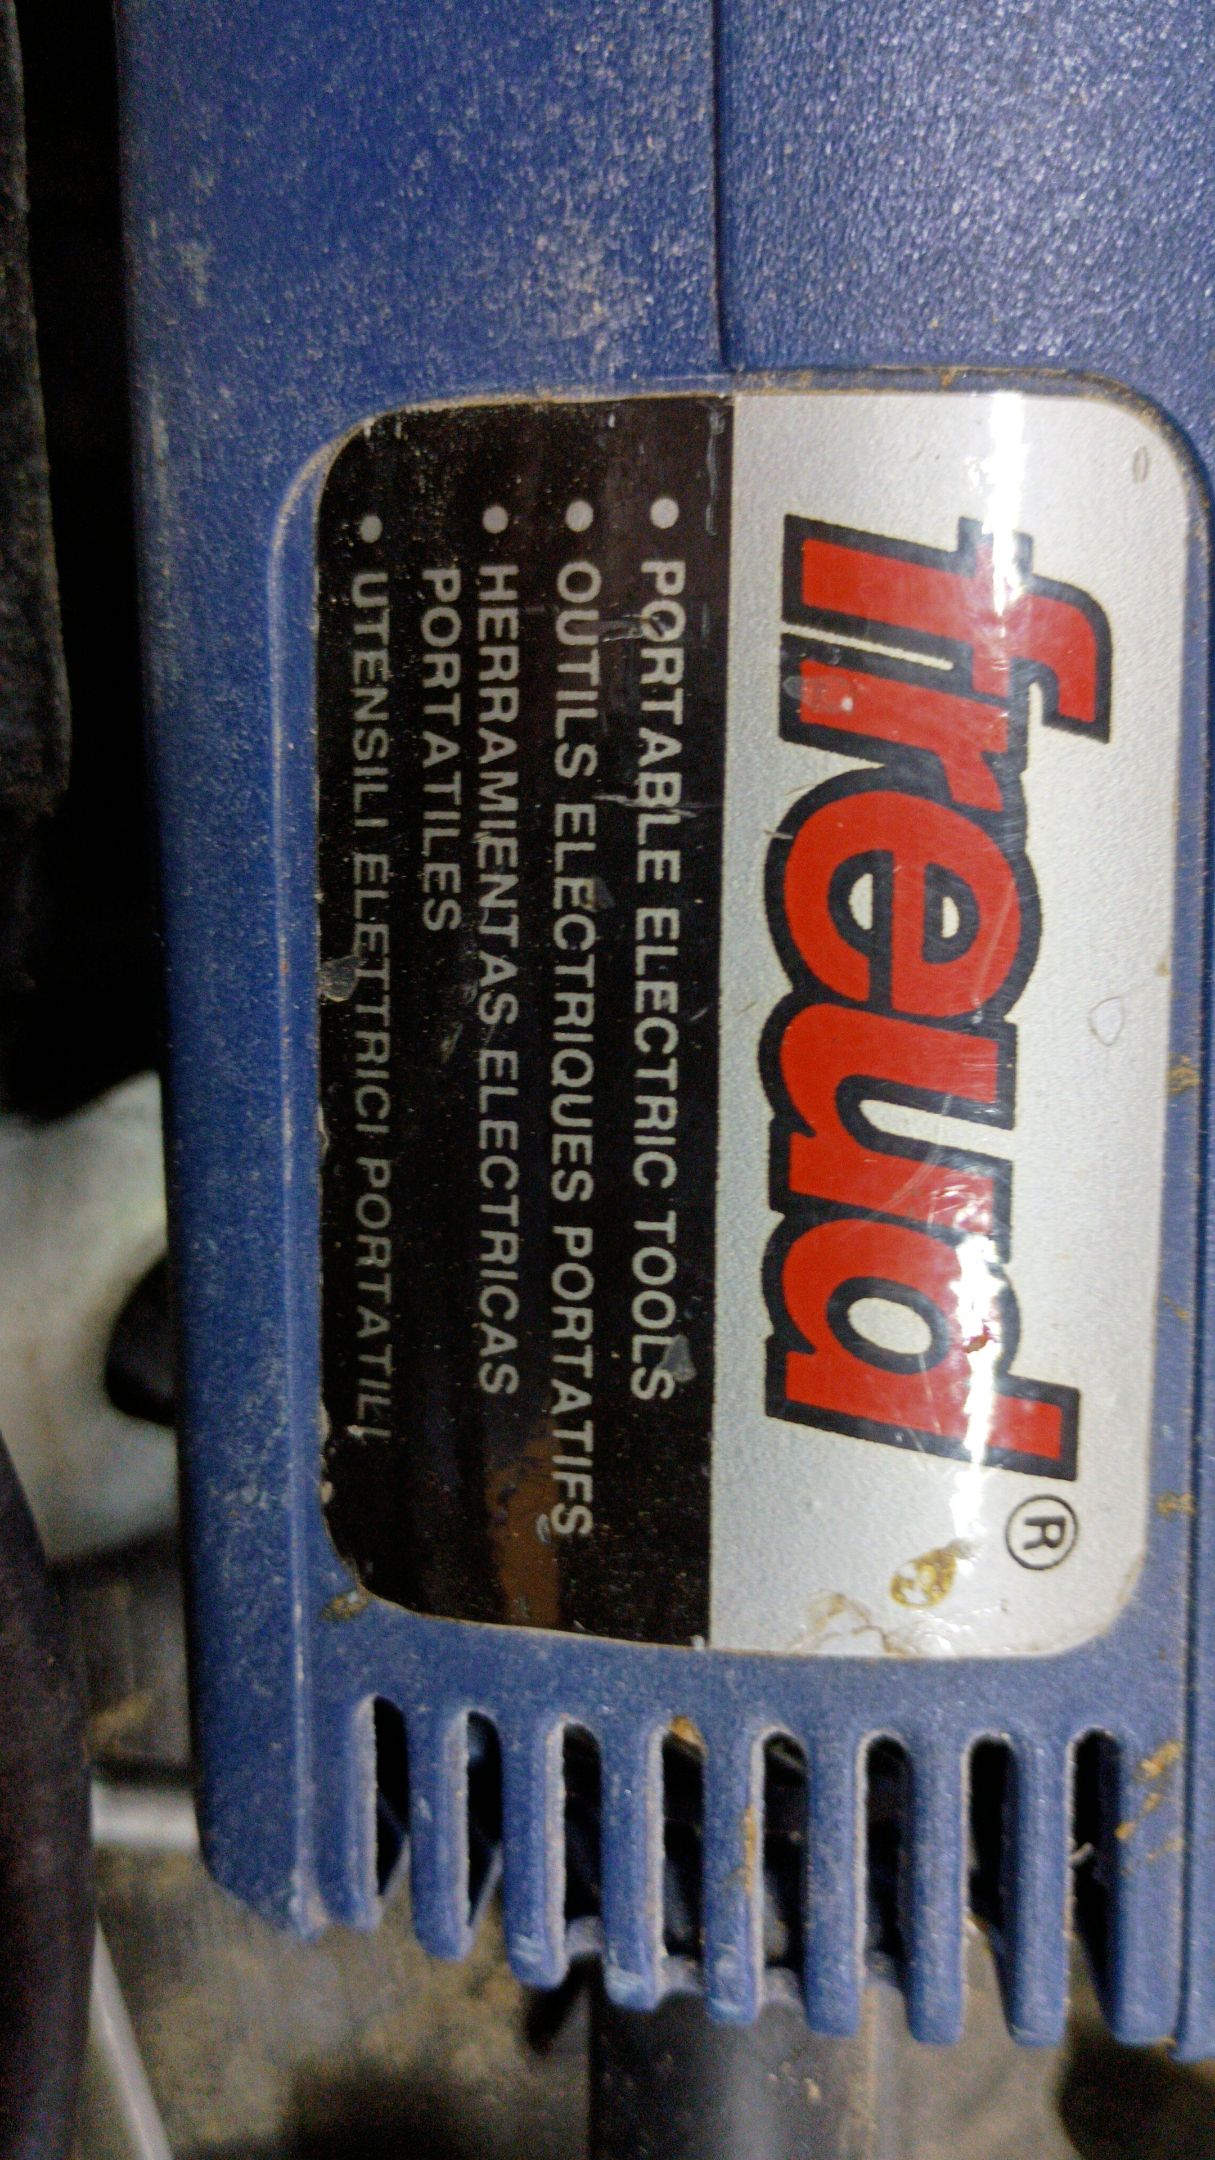 freud®
• PORTABLE ELECTRIC TOOLS
• OUTILS ELECTRIQUES PORTATIFS
• HERRAMIENTAS ELECTRICAS
PORTATILES
• UTENSILI ELETTRICI PORTATILI